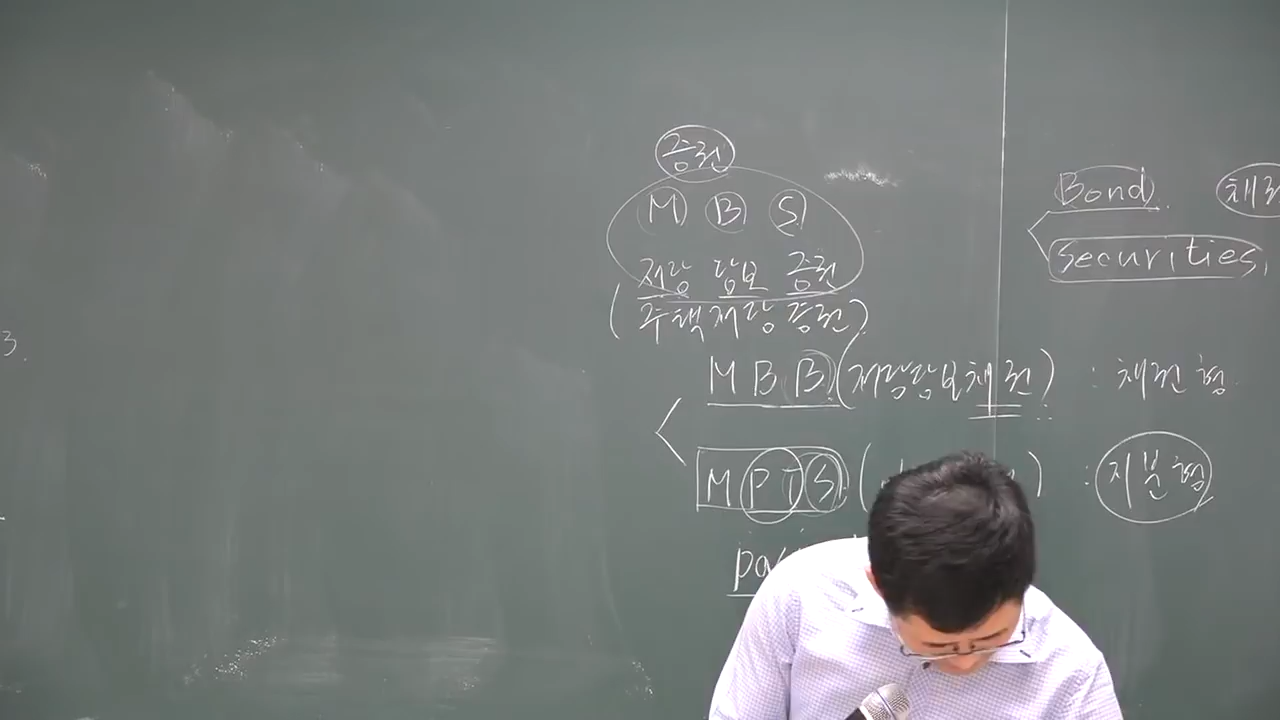 증권
M B S
저당 담보 증권
(주택저당증권)
M B B (저당담보채권) : 채권형
M P T S ( ) : 지분형
Bond
Securities
3.